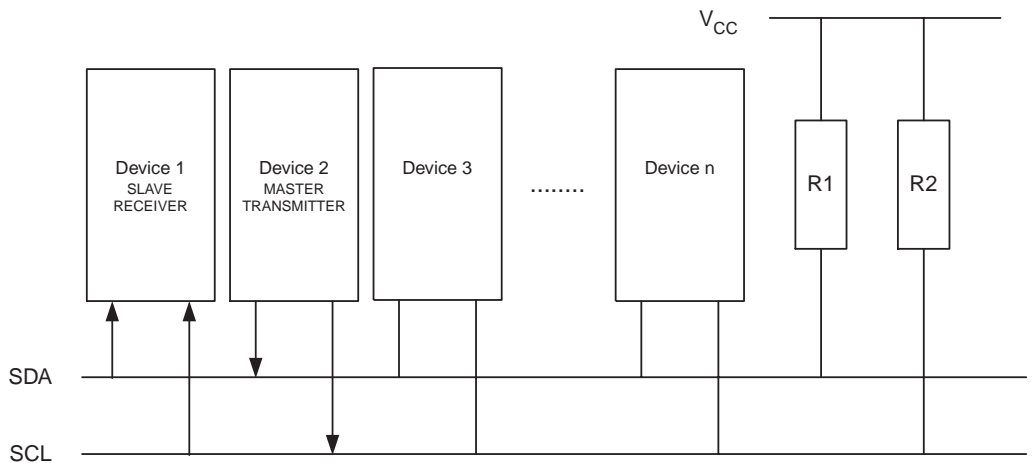 V_CC
Device 1
SLAVE
RECEIVER
Device 2
MASTER
TRANSMITTER
Device 3
........
Device n
R1
R2
SDA
SCL